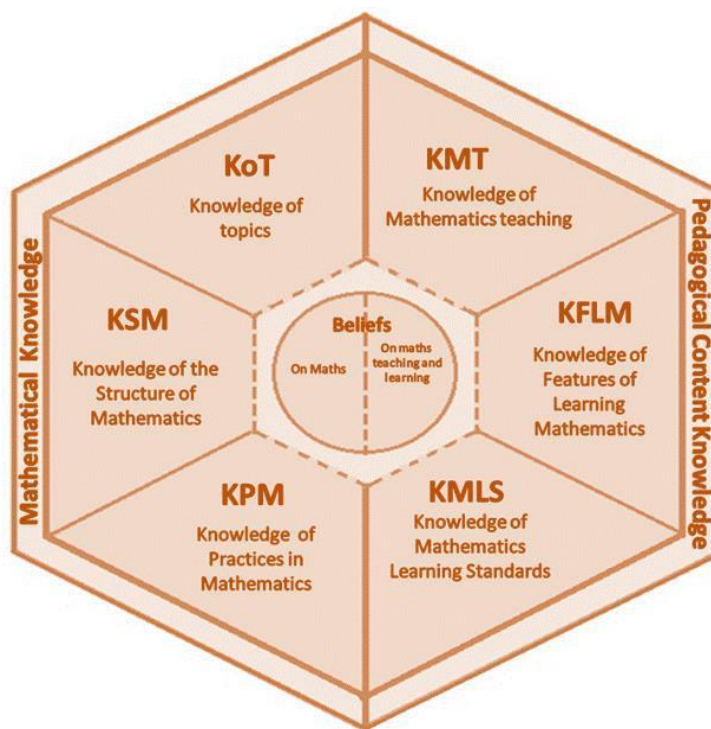 KoT
Knowledge of
topics
KMT
Knowledge of
Mathematics teaching
Mathematical Knowledge
KSM
Knowledge of the
Structure of
Mathematics
Beliefs
On Maths
On maths
teaching and
learning
KFLM
Knowledge of
Features of
Learning
Mathematics
Pedagogical Content Knowledge
KPM
Knowledge of
Practices in
Mathematics
KMLS
Knowledge of
Mathematics
Learning Standards